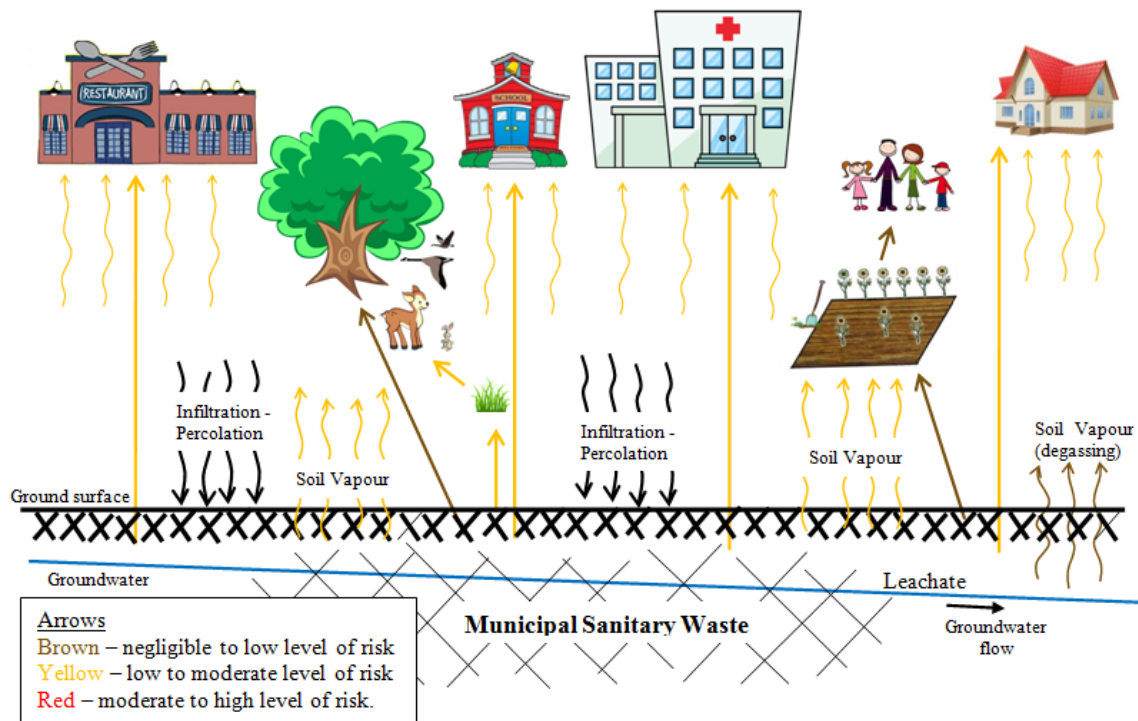 RESTAURANT
SCHOOL
Infiltration -
Percolation
Infiltration -
Percolation
Soil Vapour
(degassing)
Soil Vapour
Soil Vapour
Ground surface
Groundwater
Leachate
Municipal Sanitary Waste
Groundwater
flow
Arrows
Brown – negligible to low level of risk
Yellow – low to moderate level of risk
Red – moderate to high level of risk.